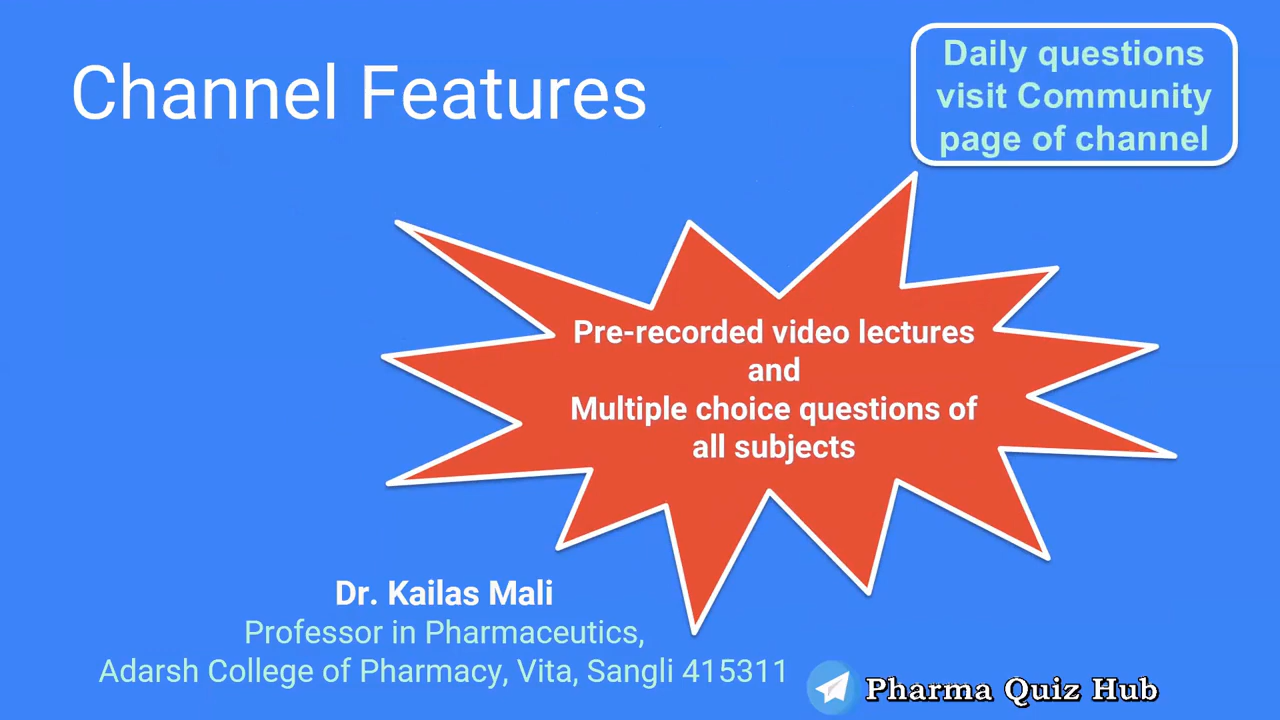 Channel Features
Daily questions
visit Community
page of channel
Pre-recorded video lectures
and
Multiple choice questions of
all subjects
Dr. Kailas Mali
Professor in Pharmaceutics,
Adarsh College of Pharmacy, Vita, Sangli 415311
Pharma Quiz Hub